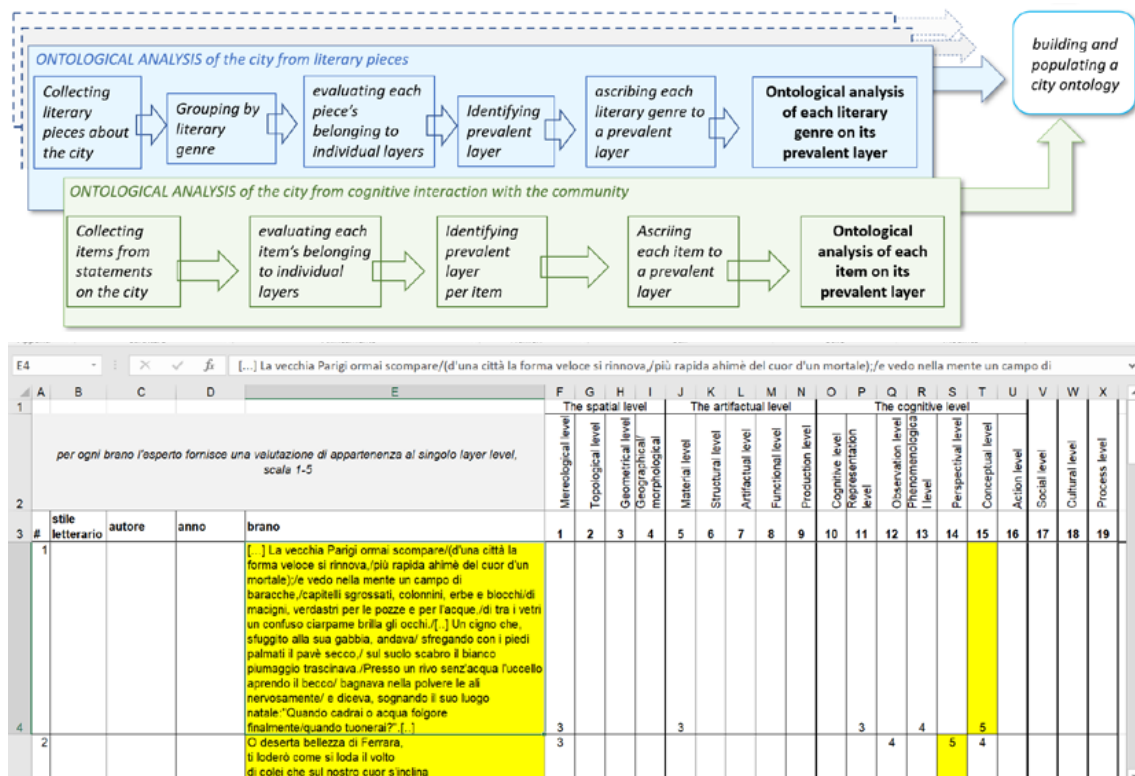 ONTOLOGICAL ANALYSIS of the city from literary pieces
Collecting
literary
pieces about
the city
Grouping by
literary
genre
evaluating each
piece's
belonging to
individual layers
Identifying
prevalent
layer
ascribing each
literary genre to
a prevalent
layer
Ontological analysis
of each literary
genre on its
prevalent layer
building and
populating a
city ontology
ONTOLOGICAL ANALYSIS of the city from cognitive interaction with the community
Collecting
items from
statements
on the city
evaluating each
item's belonging
to individual
layers
Identifying
prevalent
layer
per item
Ascriing
each item to
a prevalent
layer
Ontological
analysis of each
item on its
prevalent layer
E4
fx
[...] La vecchia Parigi ormai scompare/(d'una città la forma veloce si rinnova,/più rapida ahimè del cuor d'un mortale);/e vedo nella mente un campo di
A B C D E F G H I J K L M N O P Q R S T U V W X
1 The spatial level The artifactual level The cognitive level
per ogni brano l'esperto fornisce una valutazione di appartenenza al singolo layer level,
scala 1-5
2
Mereological level
Topological level
Geometrical level
Geographical/
morphological
Material level
Structural level
Artifactual level
Functional level
Production level
Cognitive level
Representation
level
Observation level
Phenomenologica
l level
Perspectival level
Conceptual level
Action level
Social level
Cultural level
Process level
3 # stile
letterario autore anno brano 1 2 3 4 5 6 7 8 9 10 11 12 13 14 15 16 17 18 19
1 [...] La vecchia Parigi ormai scompare/(d'una città la
forma veloce si rinnova,/più rapida ahimè del cuor d'un
mortale);/e vedo nella mente un campo di
baracche,/capitelli sgrossati, colonnini, erbe e blocchi/di
macigni, verdastri per le pozze e per l'acque,/di tra i vetri
un confuso ciarpame brilla gli occhi./[..] Un cigno che,
sfuggito alla sua gabbia, andava/ sfregando con i piedi
palmati il pavè secco,/ sul suolo scabro il bianco
piumaggio trascinava./Presso un rivo senz'acqua l'uccello
aprendo il becco/ bagnava nella polvere le ali
nervosamente/ e diceva, sognando il suo luogo
natale:"Quando cadrai o acqua folgore
4 finalmente/quando tuonerai?",[..] 3 3 3 4 5
2 O deserta bellezza di Ferrara, 3 4 5 4
ti loderò come si loda il volto
di colei che sul nostro cuor s'inclina